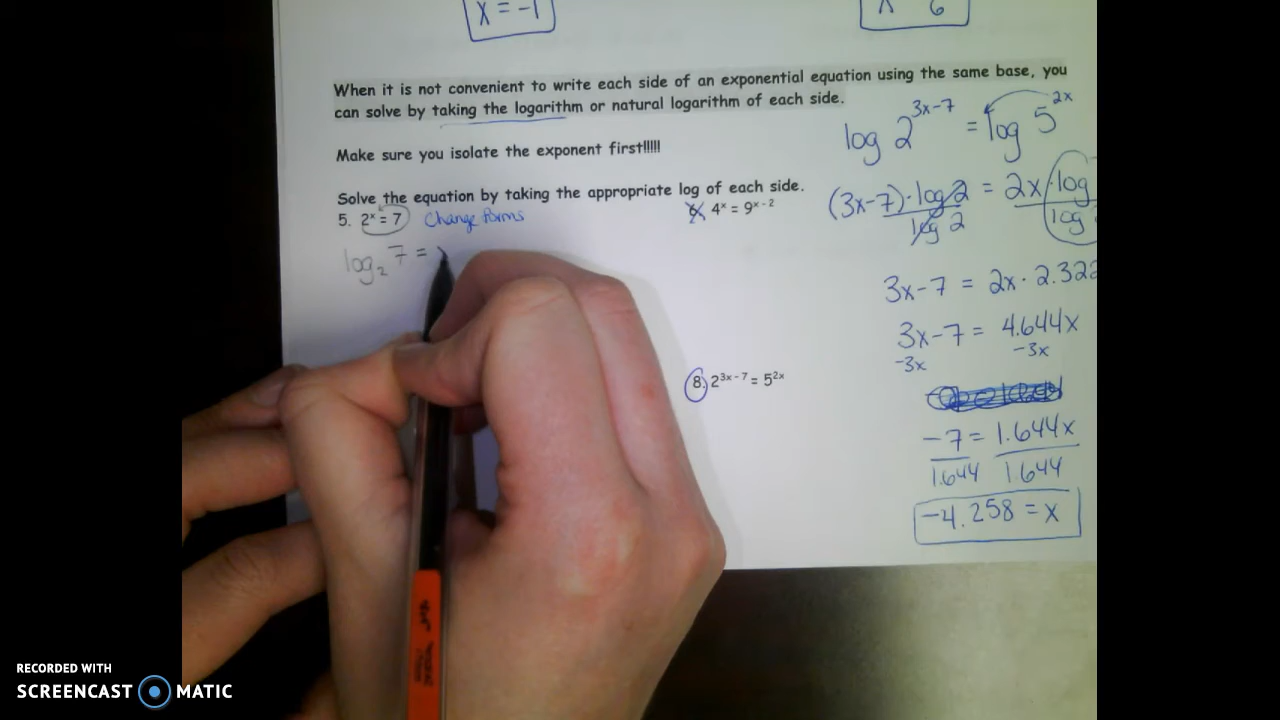 x = -1
6
When it is not convenient to write each side of an exponential equation using the same base, you
can solve by taking the logarithm or natural logarithm of each side.
Make sure you isolate the exponent first!!!!!
Solve the equation by taking the appropriate log of each side.
5. 2ˣ = 7 Change forms
log₂ 7 =
6. 4ˣ = 9ˣ⁻²
8. 2³ˣ⁻⁷ = 5²ˣ
log 2³ˣ⁻⁷ = log 5²ˣ
(3x-7)·log 2 = 2x·log
log 2 log
3x-7 = 2x · 2.322
3x-7 = 4.644x
-3x -3x
-7 = 1.644x
1.644 1.644
-4.258 = x
RECORDED WITH
SCREENCAST MATIC